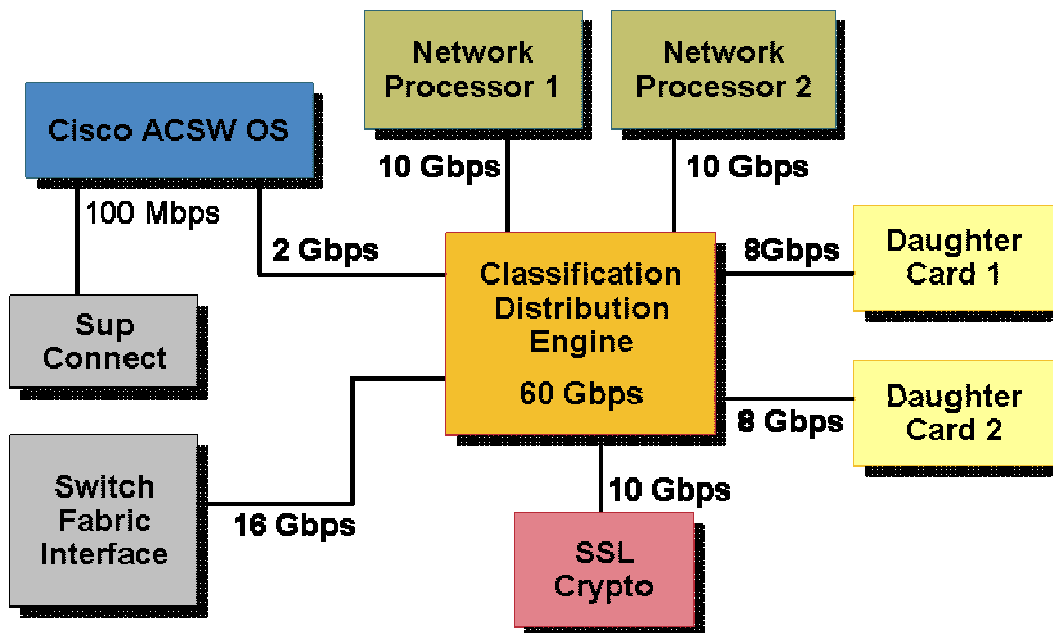 Network
Processor 1
Network
Processor 2
Cisco ACSW OS
10 Gbps
10 Gbps
100 Mbps
2 Gbps
8Gbps
Daughter
Card 1
Classification
Distribution
Engine
60 Gbps
Sup
Connect
8 Gbps
Daughter
Card 2
Switch
Fabric
Interface
16 Gbps
10 Gbps
SSL
Crypto